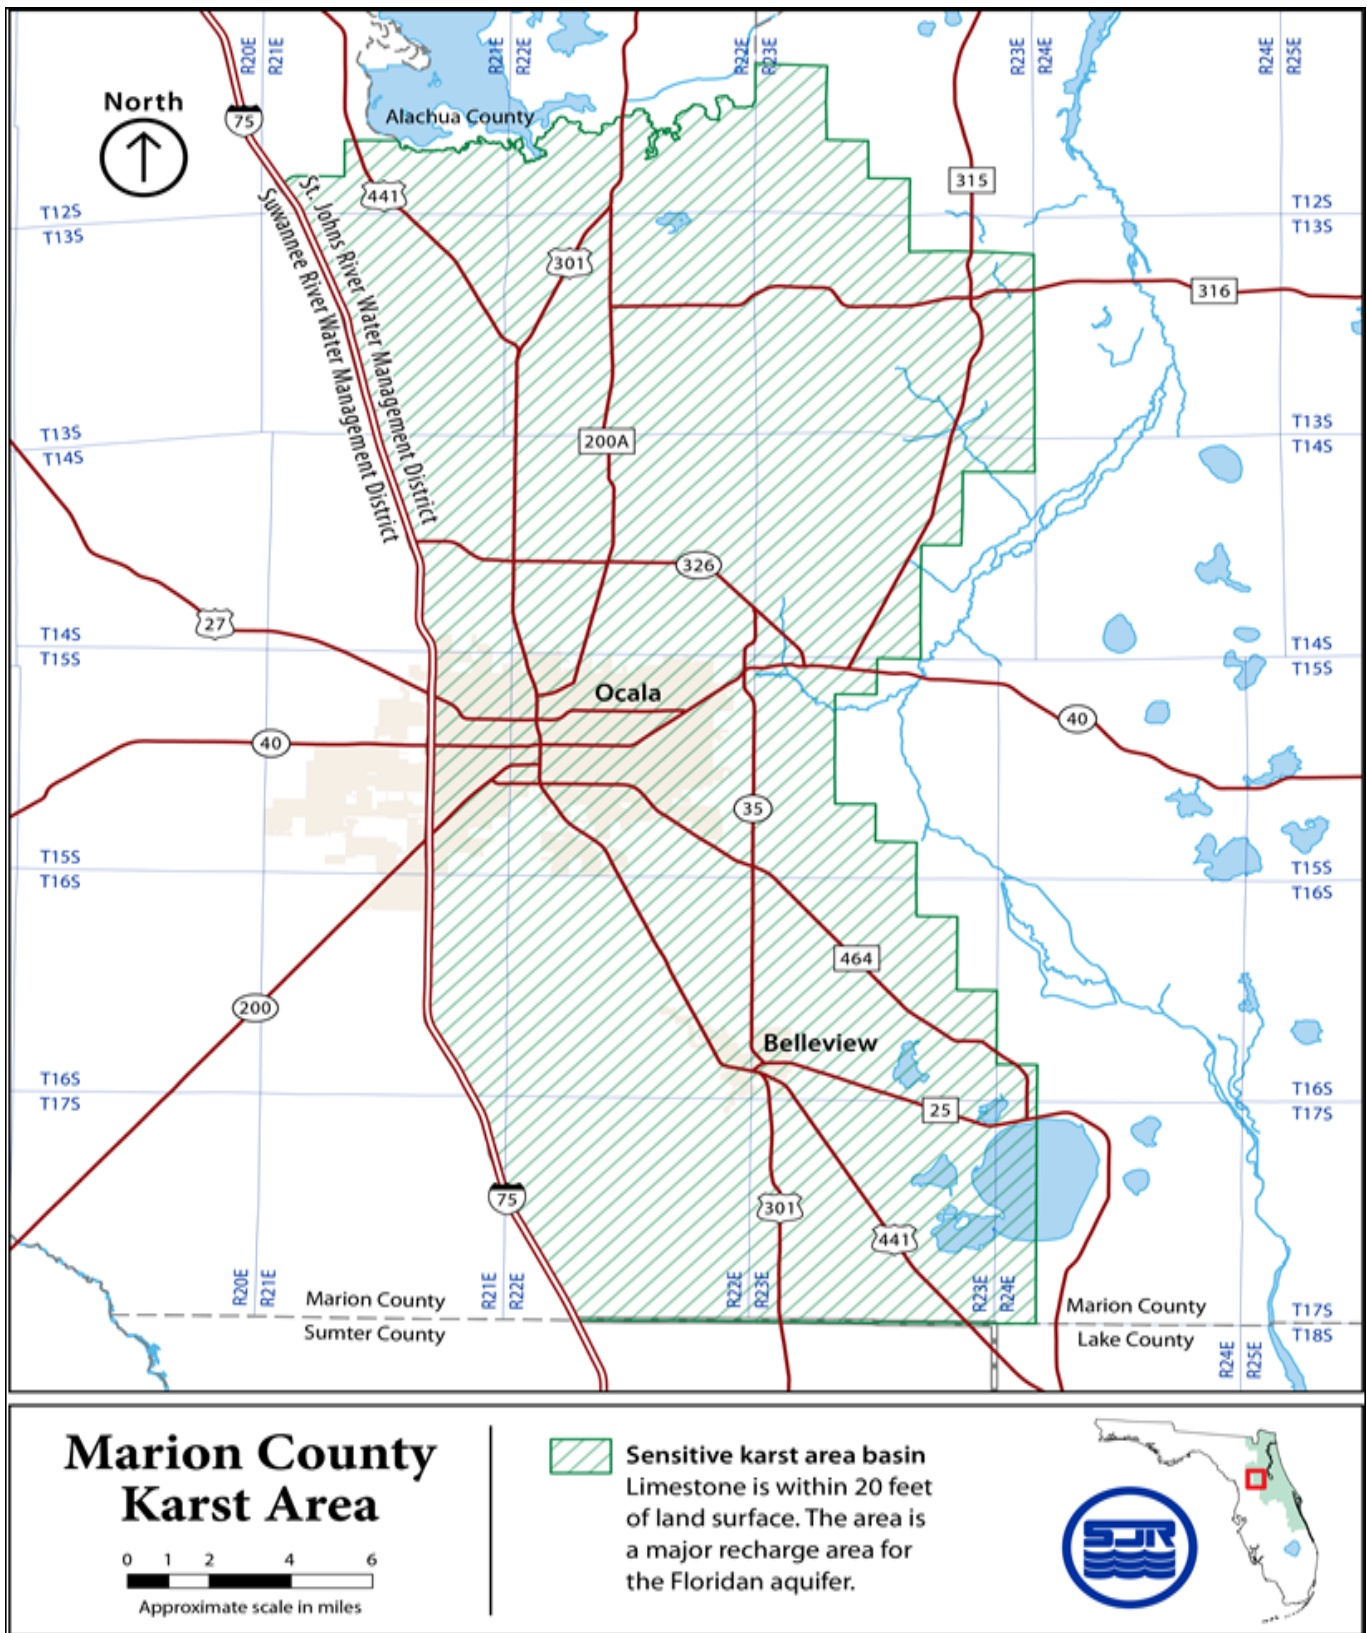 R20E
R21E
R21E
R22E
R22E
R23E
R23E
R24E
R24E
R25E
North
75
Alachua County
441
315
St. Johns River Water Management District
Suwannee River Water Management District
T12S
T13S
T12S
T13S
301
316
T13S
T14S
200A
T13S
T14S
326
27
T14S
T15S
T14S
T15S
Ocala
40
40
35
T15S
T16S
T15S
T16S
464
200
Belleview
T16S
T17S
25
T16S
T17S
75
301
441
R20E
R21E
R21E
R22E
R22E
R23E
R23E
R24E
Marion County
Sumter County
Marion County
Lake County
T17S
T18S
R24E
R25E
Marion County
Karst Area
0 1 2 4 6
Approximate scale in miles
Sensitive karst area basin
Limestone is within 20 feet
of land surface. The area is
a major recharge area for
the Floridan aquifer.
SJR